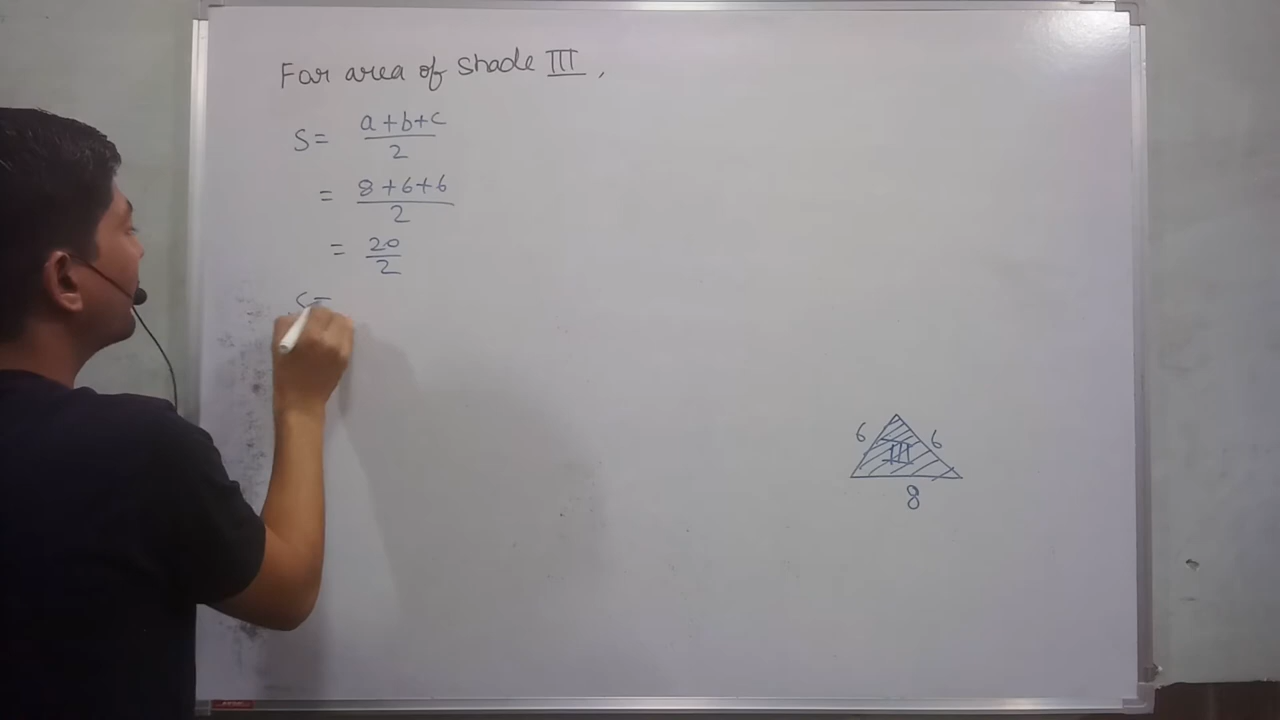 For area of shade III,
S = a+b+c / 2
= 8+6+6 / 2
= 20 / 2
S =
6 6
III
8